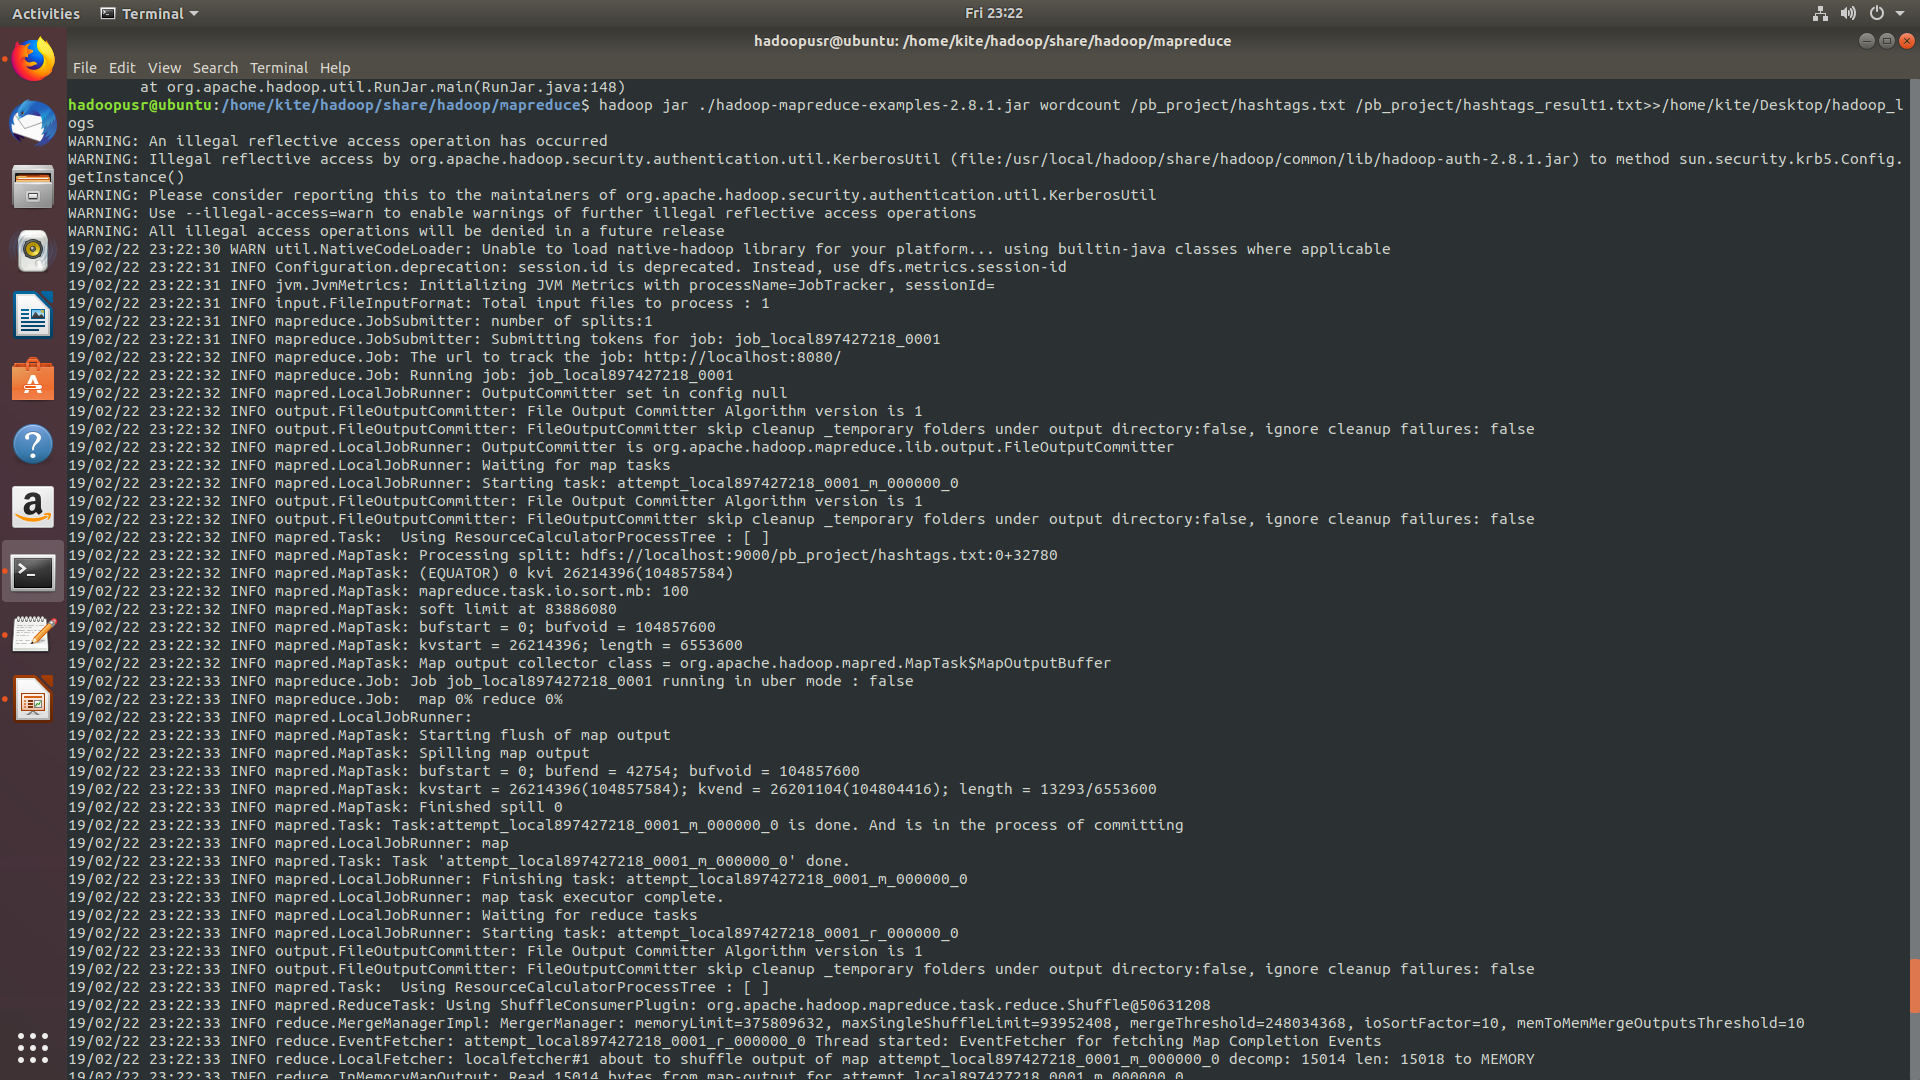 Activities
Terminal
Fri 23:22
hadoopusr@ubuntu: /home/kite/hadoop/share/hadoop/mapreduce
File Edit View Search Terminal Help
at org.apache.hadoop.util.RunJar.main(RunJar.java:148)
hadoopusr@ubuntu:/home/kite/hadoop/share/hadoop/mapreduce$ hadoop jar ./hadoop-mapreduce-examples-2.8.1.jar wordcount /pb_project/hashtags.txt /pb_project/hashtags_result1.txt>>/home/kite/Desktop/hadoop_l
ogs
WARNING: An illegal reflective access operation has occurred
WARNING: Illegal reflective access by org.apache.hadoop.security.authentication.util.KerberosUtil (file:/usr/local/hadoop/share/hadoop/common/lib/hadoop-auth-2.8.1.jar) to method sun.security.krb5.Config.
getInstance()
WARNING: Please consider reporting this to the maintainers of org.apache.hadoop.security.authentication.util.KerberosUtil
WARNING: Use --illegal-access=warn to enable warnings of further illegal reflective access operations
WARNING: All illegal access operations will be denied in a future release
19/02/22 23:22:30 WARN util.NativeCodeLoader: Unable to load native-hadoop library for your platform... using builtin-java classes where applicable
19/02/22 23:22:31 INFO Configuration.deprecation: session.id is deprecated. Instead, use dfs.metrics.session-id
19/02/22 23:22:31 INFO jvm.JvmMetrics: Initializing JVM Metrics with processName=JobTracker, sessionId=
19/02/22 23:22:31 INFO input.FileInputFormat: Total input files to process : 1
19/02/22 23:22:31 INFO mapreduce.JobSubmitter: number of splits:1
19/02/22 23:22:31 INFO mapreduce.JobSubmitter: Submitting tokens for job: job_local897427218_0001
19/02/22 23:22:32 INFO mapreduce.Job: The url to track the job: http://localhost:8080/
19/02/22 23:22:32 INFO mapreduce.Job: Running job: job_local897427218_0001
19/02/22 23:22:32 INFO mapred.LocalJobRunner: OutputCommitter set in config null
19/02/22 23:22:32 INFO output.FileOutputCommitter: File Output Committer Algorithm version is 1
19/02/22 23:22:32 INFO output.FileOutputCommitter: FileOutputCommitter skip cleanup _temporary folders under output directory:false, ignore cleanup failures: false
19/02/22 23:22:32 INFO mapred.LocalJobRunner: OutputCommitter is org.apache.hadoop.mapreduce.lib.output.FileOutputCommitter
19/02/22 23:22:32 INFO mapred.LocalJobRunner: Waiting for map tasks
19/02/22 23:22:32 INFO mapred.LocalJobRunner: Starting task: attempt_local897427218_0001_m_000000_0
19/02/22 23:22:32 INFO output.FileOutputCommitter: File Output Committer Algorithm version is 1
19/02/22 23:22:32 INFO output.FileOutputCommitter: FileOutputCommitter skip cleanup _temporary folders under output directory:false, ignore cleanup failures: false
19/02/22 23:22:32 INFO mapred.Task:  Using ResourceCalculatorProcessTree : [ ]
19/02/22 23:22:32 INFO mapred.MapTask: Processing split: hdfs://localhost:9000/pb_project/hashtags.txt:0+32780
19/02/22 23:22:32 INFO mapred.MapTask: (EQUATOR) 0 kvi 26214396(104857584)
19/02/22 23:22:32 INFO mapred.MapTask: mapreduce.task.io.sort.mb: 100
19/02/22 23:22:32 INFO mapred.MapTask: soft limit at 83886080
19/02/22 23:22:32 INFO mapred.MapTask: bufstart = 0; bufvoid = 104857600
19/02/22 23:22:32 INFO mapred.MapTask: kvstart = 26214396; length = 6553600
19/02/22 23:22:32 INFO mapred.MapTask: Map output collector class = org.apache.hadoop.mapred.MapTask$MapOutputBuffer
19/02/22 23:22:33 INFO mapreduce.Job: Job job_local897427218_0001 running in uber mode : false
19/02/22 23:22:33 INFO mapreduce.Job:  map 0% reduce 0%
19/02/22 23:22:33 INFO mapred.LocalJobRunner:
19/02/22 23:22:33 INFO mapred.MapTask: Starting flush of map output
19/02/22 23:22:33 INFO mapred.MapTask: Spilling map output
19/02/22 23:22:33 INFO mapred.MapTask: bufstart = 0; bufend = 42754; bufvoid = 104857600
19/02/22 23:22:33 INFO mapred.MapTask: kvstart = 26214396(104857584); kvend = 26201104(104804416); length = 13293/6553600
19/02/22 23:22:33 INFO mapred.MapTask: Finished spill 0
19/02/22 23:22:33 INFO mapred.Task: Task:attempt_local897427218_0001_m_000000_0 is done. And is in the process of committing
19/02/22 23:22:33 INFO mapred.LocalJobRunner: map
19/02/22 23:22:33 INFO mapred.Task: Task 'attempt_local897427218_0001_m_000000_0' done.
19/02/22 23:22:33 INFO mapred.LocalJobRunner: Finishing task: attempt_local897427218_0001_m_000000_0
19/02/22 23:22:33 INFO mapred.LocalJobRunner: map task executor complete.
19/02/22 23:22:33 INFO mapred.LocalJobRunner: Waiting for reduce tasks
19/02/22 23:22:33 INFO mapred.LocalJobRunner: Starting task: attempt_local897427218_0001_r_000000_0
19/02/22 23:22:33 INFO output.FileOutputCommitter: File Output Committer Algorithm version is 1
19/02/22 23:22:33 INFO output.FileOutputCommitter: FileOutputCommitter skip cleanup _temporary folders under output directory:false, ignore cleanup failures: false
19/02/22 23:22:33 INFO mapred.Task:  Using ResourceCalculatorProcessTree : [ ]
19/02/22 23:22:33 INFO mapred.ReduceTask: Using ShuffleConsumerPlugin: org.apache.hadoop.mapreduce.task.reduce.Shuffle@50631208
19/02/22 23:22:33 INFO reduce.MergeManagerImpl: MergerManager: memoryLimit=375809632, maxSingleShuffleLimit=93952408, mergeThreshold=248034368, ioSortFactor=10, memToMemMergeOutputsThreshold=10
19/02/22 23:22:33 INFO reduce.EventFetcher: attempt_local897427218_0001_r_000000_0 Thread started: EventFetcher for fetching Map Completion Events
19/02/22 23:22:33 INFO reduce.LocalFetcher: localfetcher#1 about to shuffle output of map attempt_local897427218_0001_m_000000_0 decomp: 15014 len: 15018 to MEMORY
19/02/22 23:22:33 INFO reduce.InMemoryMapOutput: Read 15014 bytes from map-output for attempt_local897427218_0001_m_000000_0